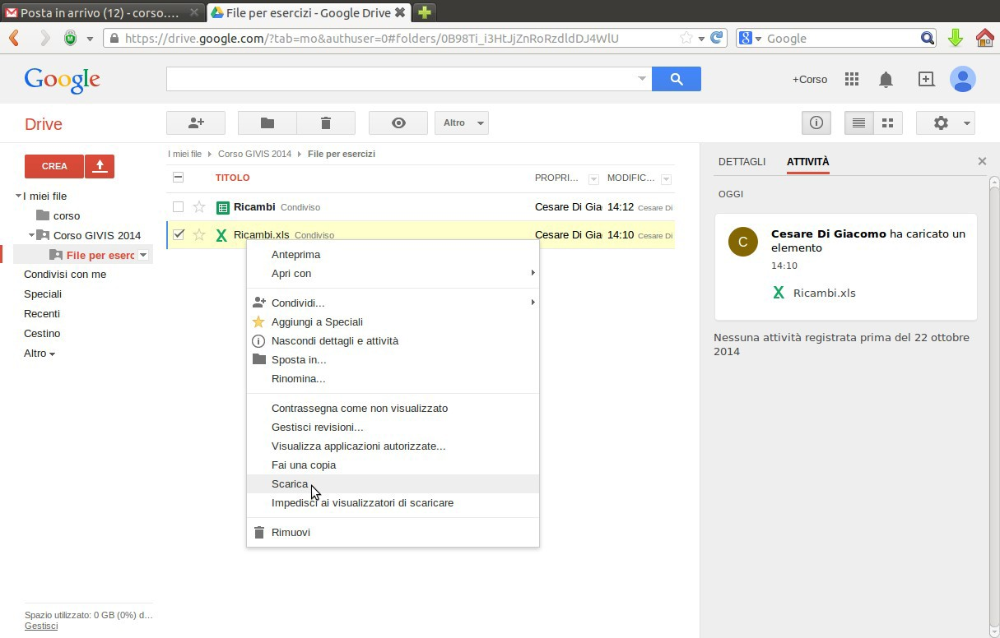 Posta in arrivo (12) - corso....
File per esercizi - Google Drive
https://drive.google.com/?tab=mo&authuser=0#folders/0B98Ti_i3HtJjZnRoRzdldDJ4WlU
Google
Google
+Corso
Drive
Altro
CREA
I miei file
corso
Corso GIVIS 2014
File per eserc
Condivisi con me
Speciali
Recenti
Cestino
Altro
Spazio utilizzato: 0 GB (0%) d...
Gestisci
I miei file Corso GIVIS 2014 File per esercizi
TITOLO PROPRI... MODIFIC...
Ricambi Condiviso Cesare Di Gia 14:12 Cesare Di
Ricambi.xls Condiviso Cesare Di Gia 14:10 Cesare Di
Anteprima
Apri con
Condividi...
Aggiungi a Speciali
Nascondi dettagli e attività
Sposta in...
Rinomina...
Contrassegna come non visualizzato
Gestisci revisioni...
Visualizza applicazioni autorizzate...
Fai una copia
Scarica
Impedisci ai visualizzatori di scaricare
Rimuovi
DETTAGLI ATTIVITÀ
OGGI
C
Cesare Di Giacomo ha caricato un
elemento
14:10
Ricambi.xls
Nessuna attività registrata prima del 22 ottobre
2014